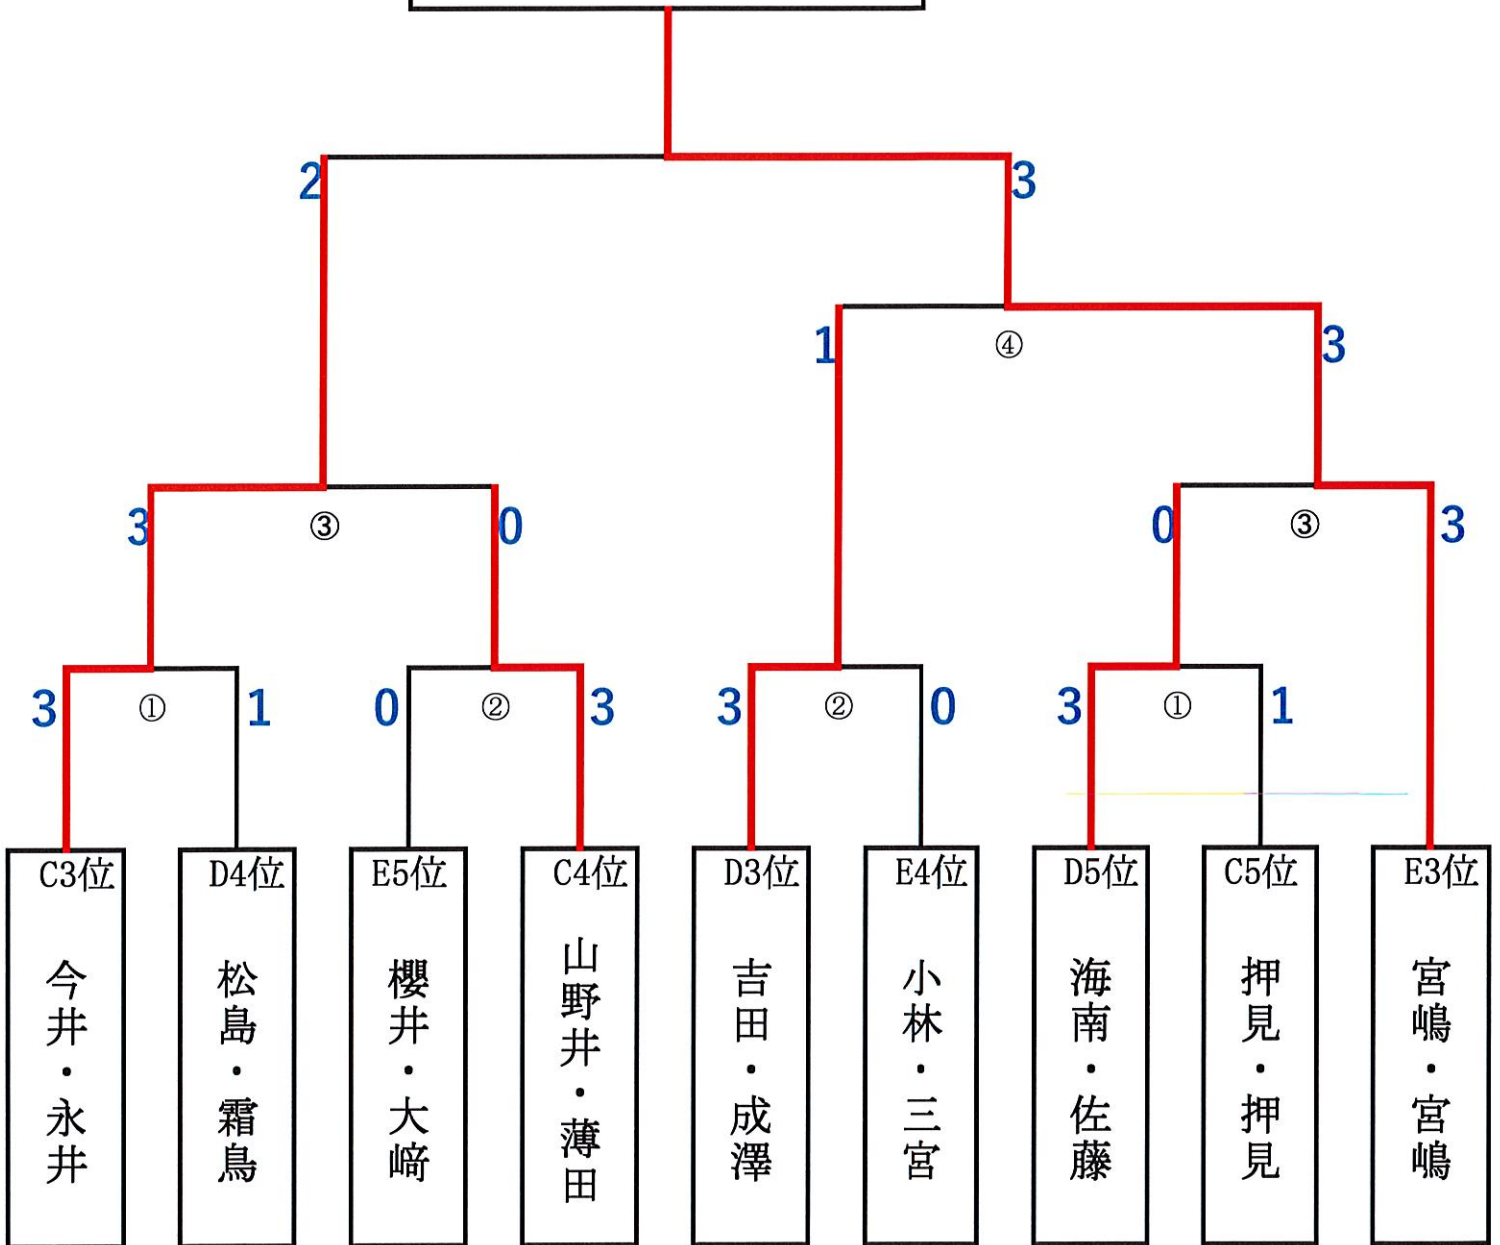 2 3
1 ④ 3
3 ③ 0 0 ③ 3
3 ① 1 0 ② 3 3 ② 0 3 ① 1
C3位 D4位 E5位 C4位 D3位 E4位 D5位 C5位 E3位
今井・永井
松島・霜鳥
櫻井・大﨑
山野井・薄田
吉田・成澤
小林・三宮
海南・佐藤
押見・押見
宮嶋・宮嶋